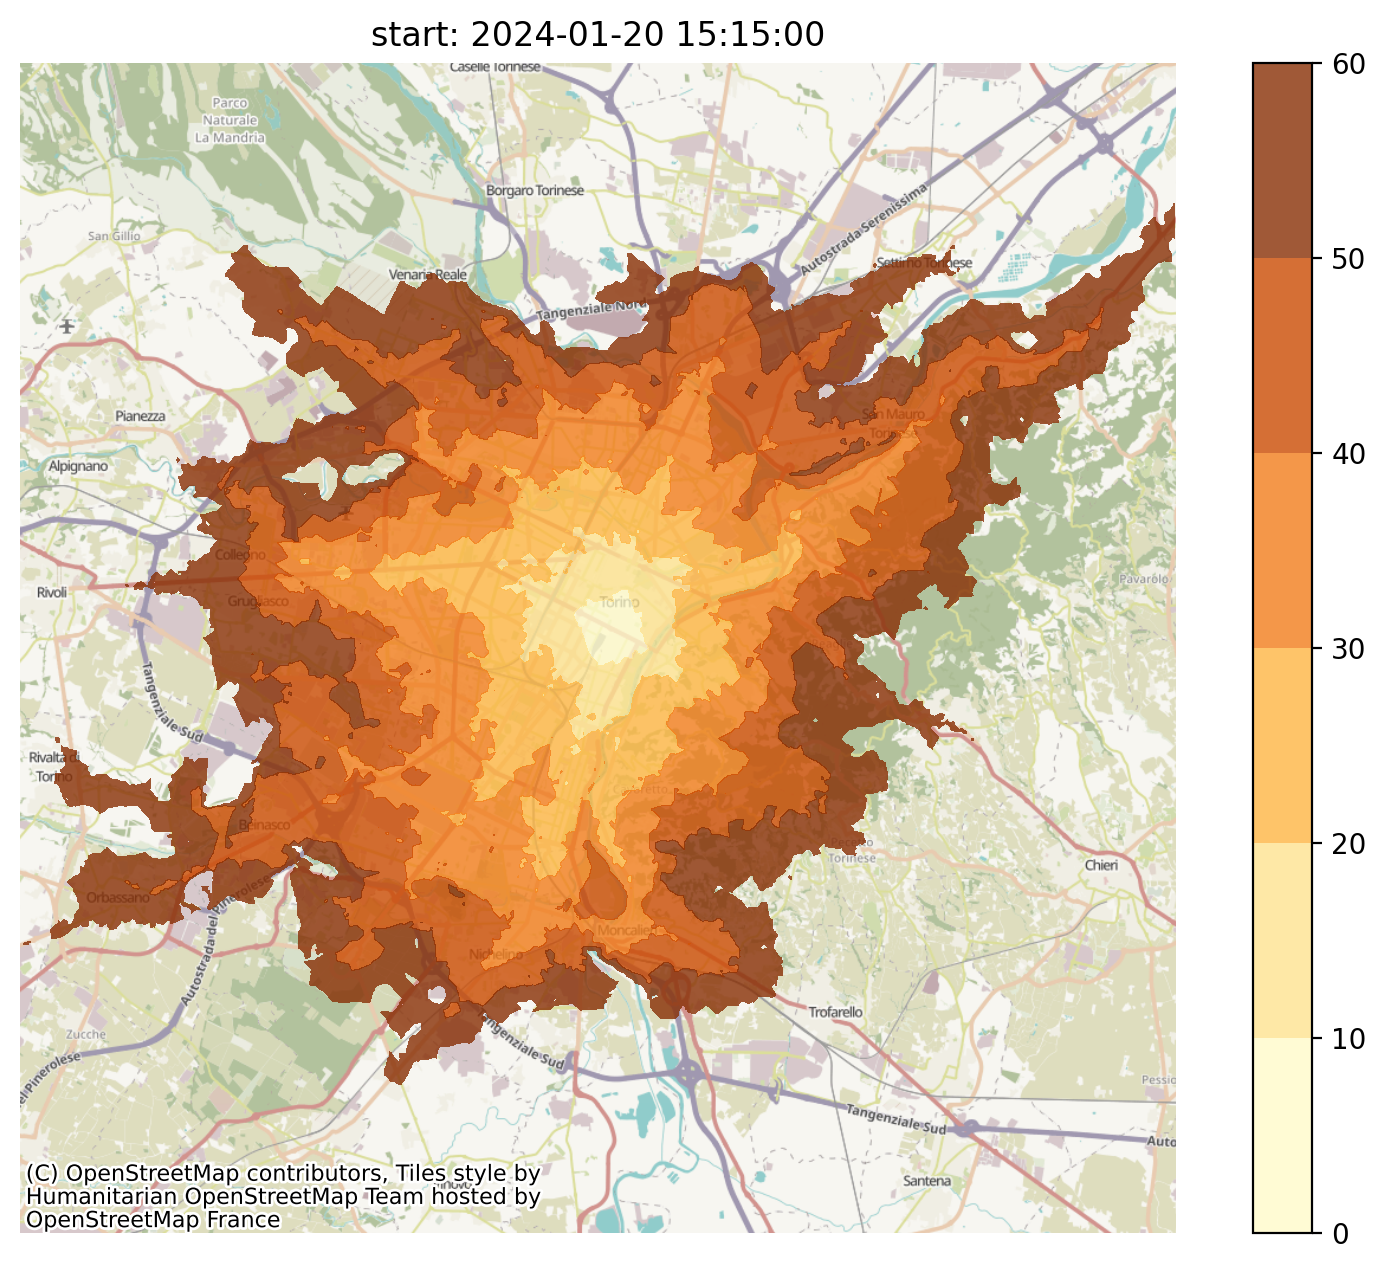 start: 2024-01-20 15:15:00
Caselle Torinese
Parco
Naturale
La Mandria
Borgaro Torinese
San Gillio
Autostrada Serenissima
Settimo Torinese
Venaria Reale
Tangenziale Nord
Pianezza
San Mauro
Torinese
Alpignano
Collegno
Rivoli
Grugliasco
Torino
Pavarolo
Tangenziale Sud
Rivalta di
Torino
Beinasco
Torinese
Chieri
Orbassano
Autostrada del Pinerolese
Moncalieri
Nichelino
Trofarello
Zucche
Tangenziale Sud
el Pinerolese
Pessio
Tangenziale Sud
Auto
Santena
(C) OpenStreetMap contributors, Tiles style by
Humanitarian OpenStreetMap Team hosted by
OpenStreetMap France
60
50
40
30
20
10
0